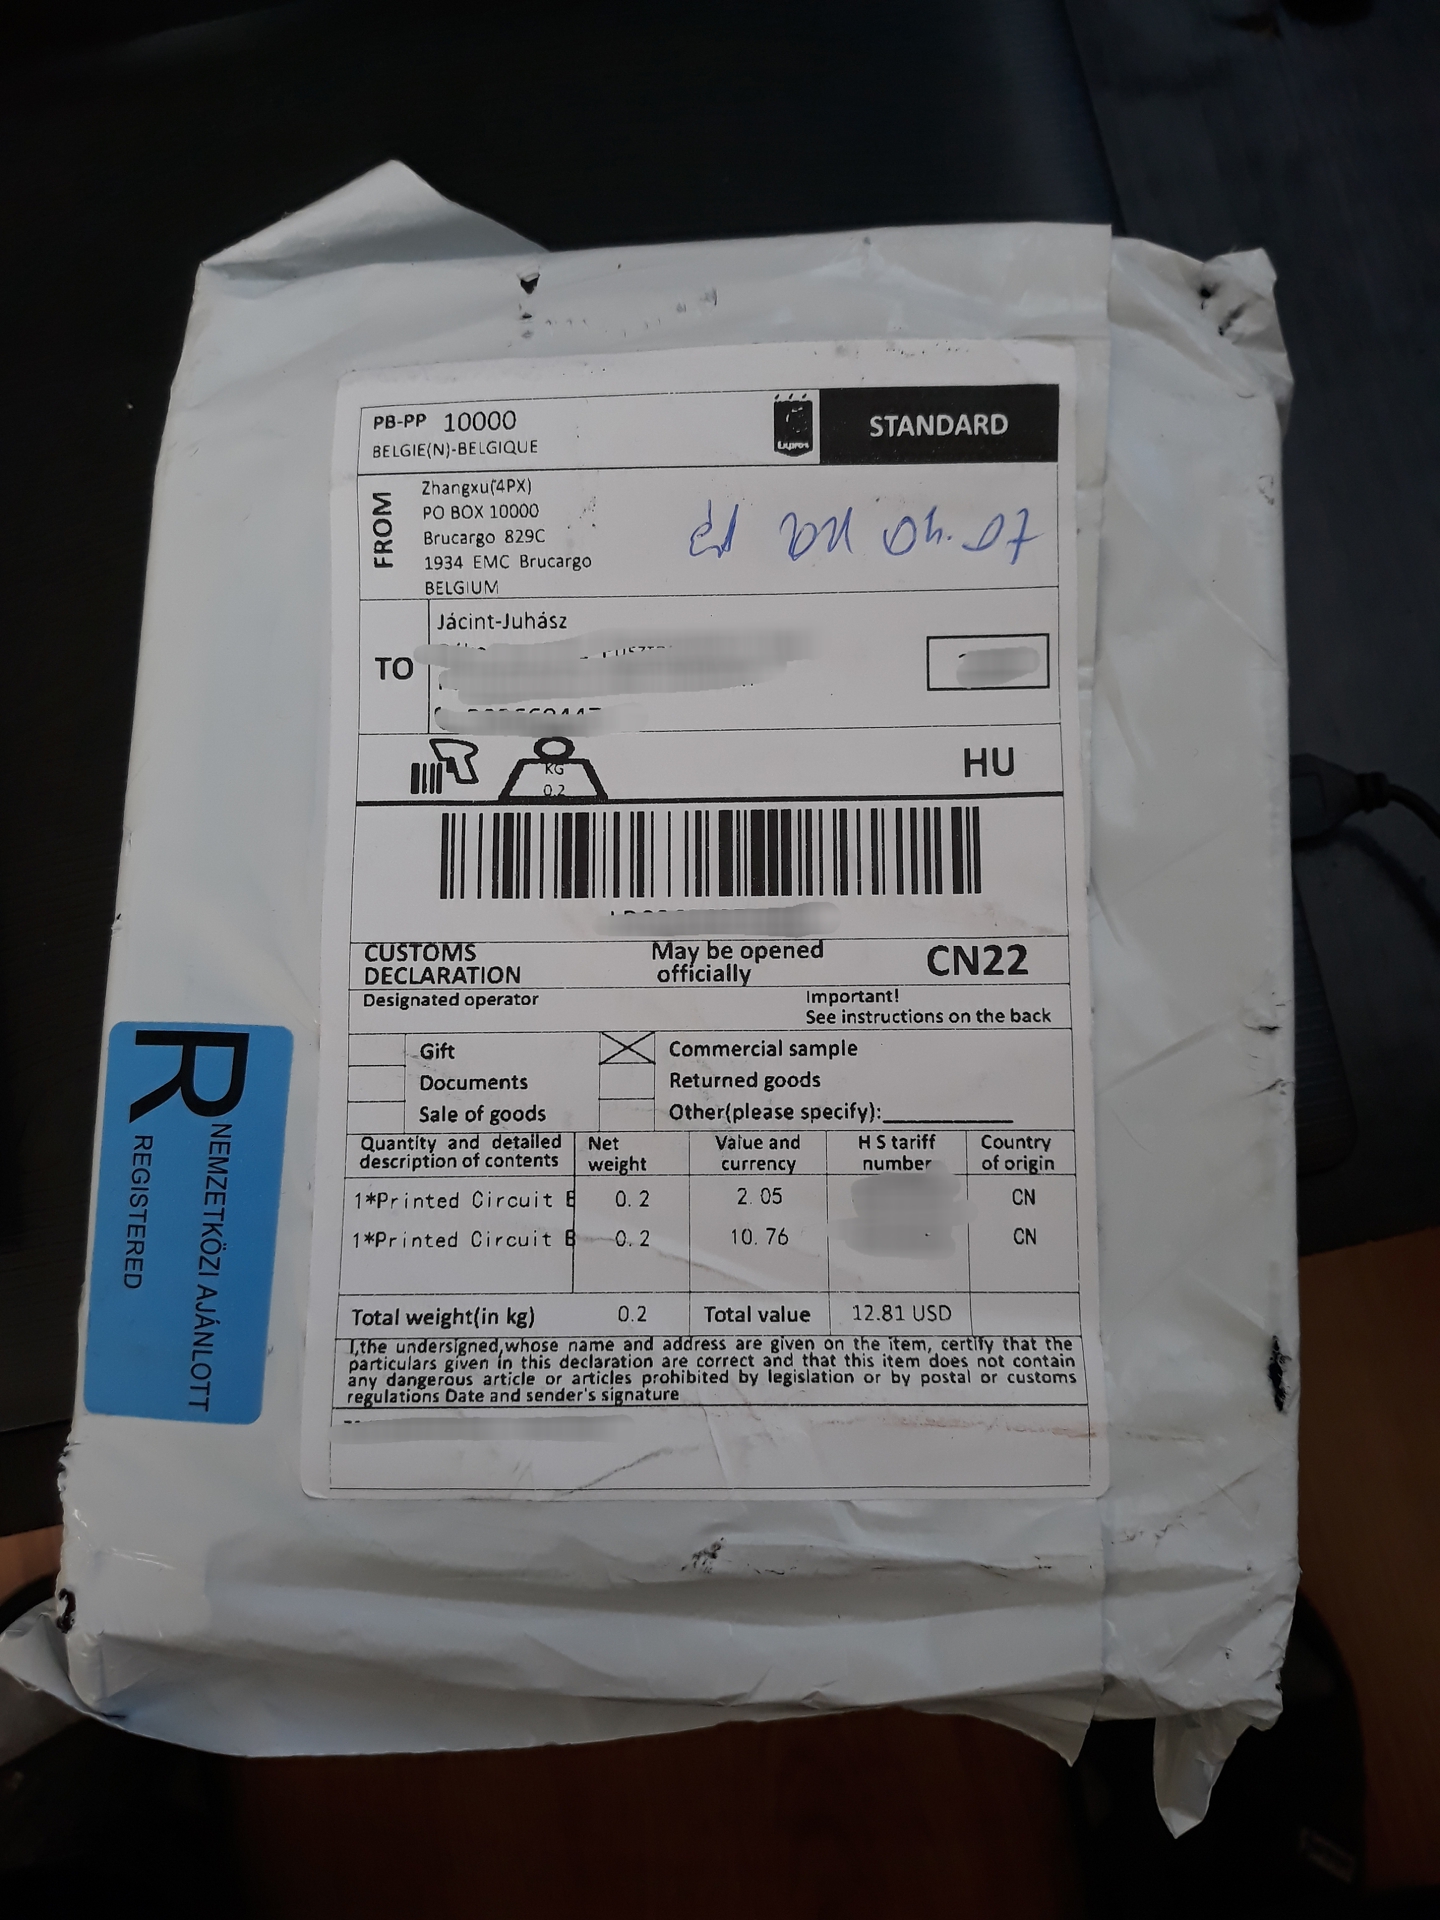 PB-PP 10000
BELGIE(N)-BELGIQUE
STANDARD
FROM
Zhangxu(4PX)
PO BOX 10000
Brucargo 829C
1934 EMC Brucargo
BELGIUM
TO
Jácint-Juhász
KG
0.2
HU
CUSTOMS
DECLARATION
May be opened
officially
CN22
Designated operator
Important!
See instructions on the back
Gift
Commercial sample
Documents
Returned goods
Sale of goods
Other(please specify):
Quantity and detailed
description of contents
Net
weight
Value and
currency
HS tariff
number
Country
of origin
1*Printed Circuit B 0.2 2.05 CN
1*Printed Circuit B 0.2 10.76 CN
Total weight(in kg) 0.2 Total value 12.81 USD
I,the undersigned,whose name and address are given on the item, certify that the
particulars given in this declaration are correct and that this item does not contain
any dangerous article or articles prohibited by legislation or by postal or customs
regulations Date and sender's signature
R
NEMZETKÖZI AJÁNLOTT
REGISTERED